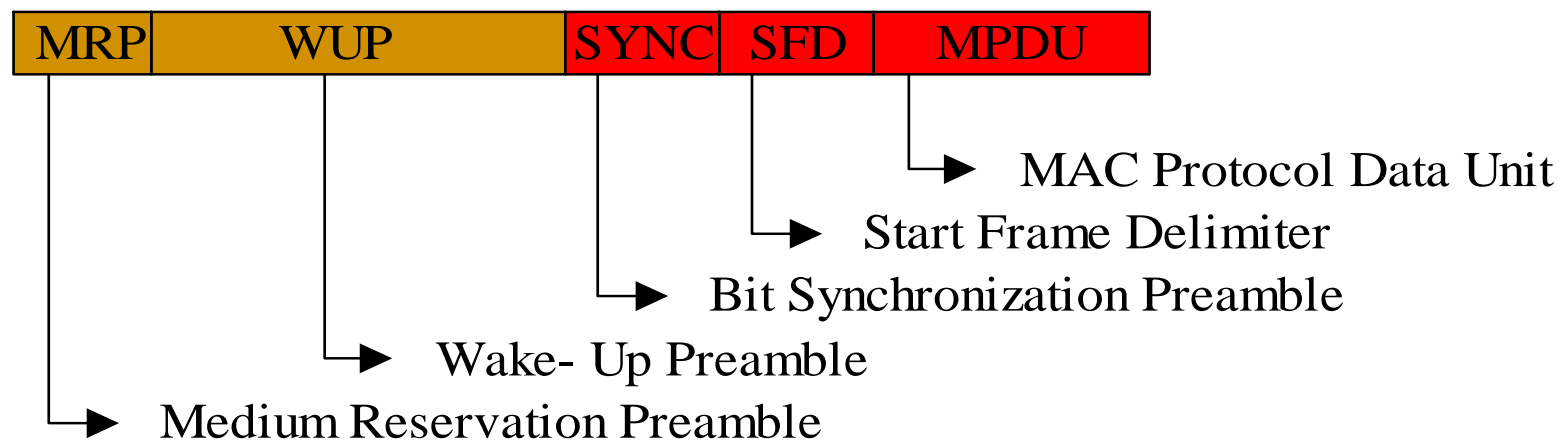 MRP WUP SYNC SFD MPDU
MAC Protocol Data Unit
Start Frame Delimiter
Bit Synchronization Preamble
Wake- Up Preamble
Medium Reservation Preamble